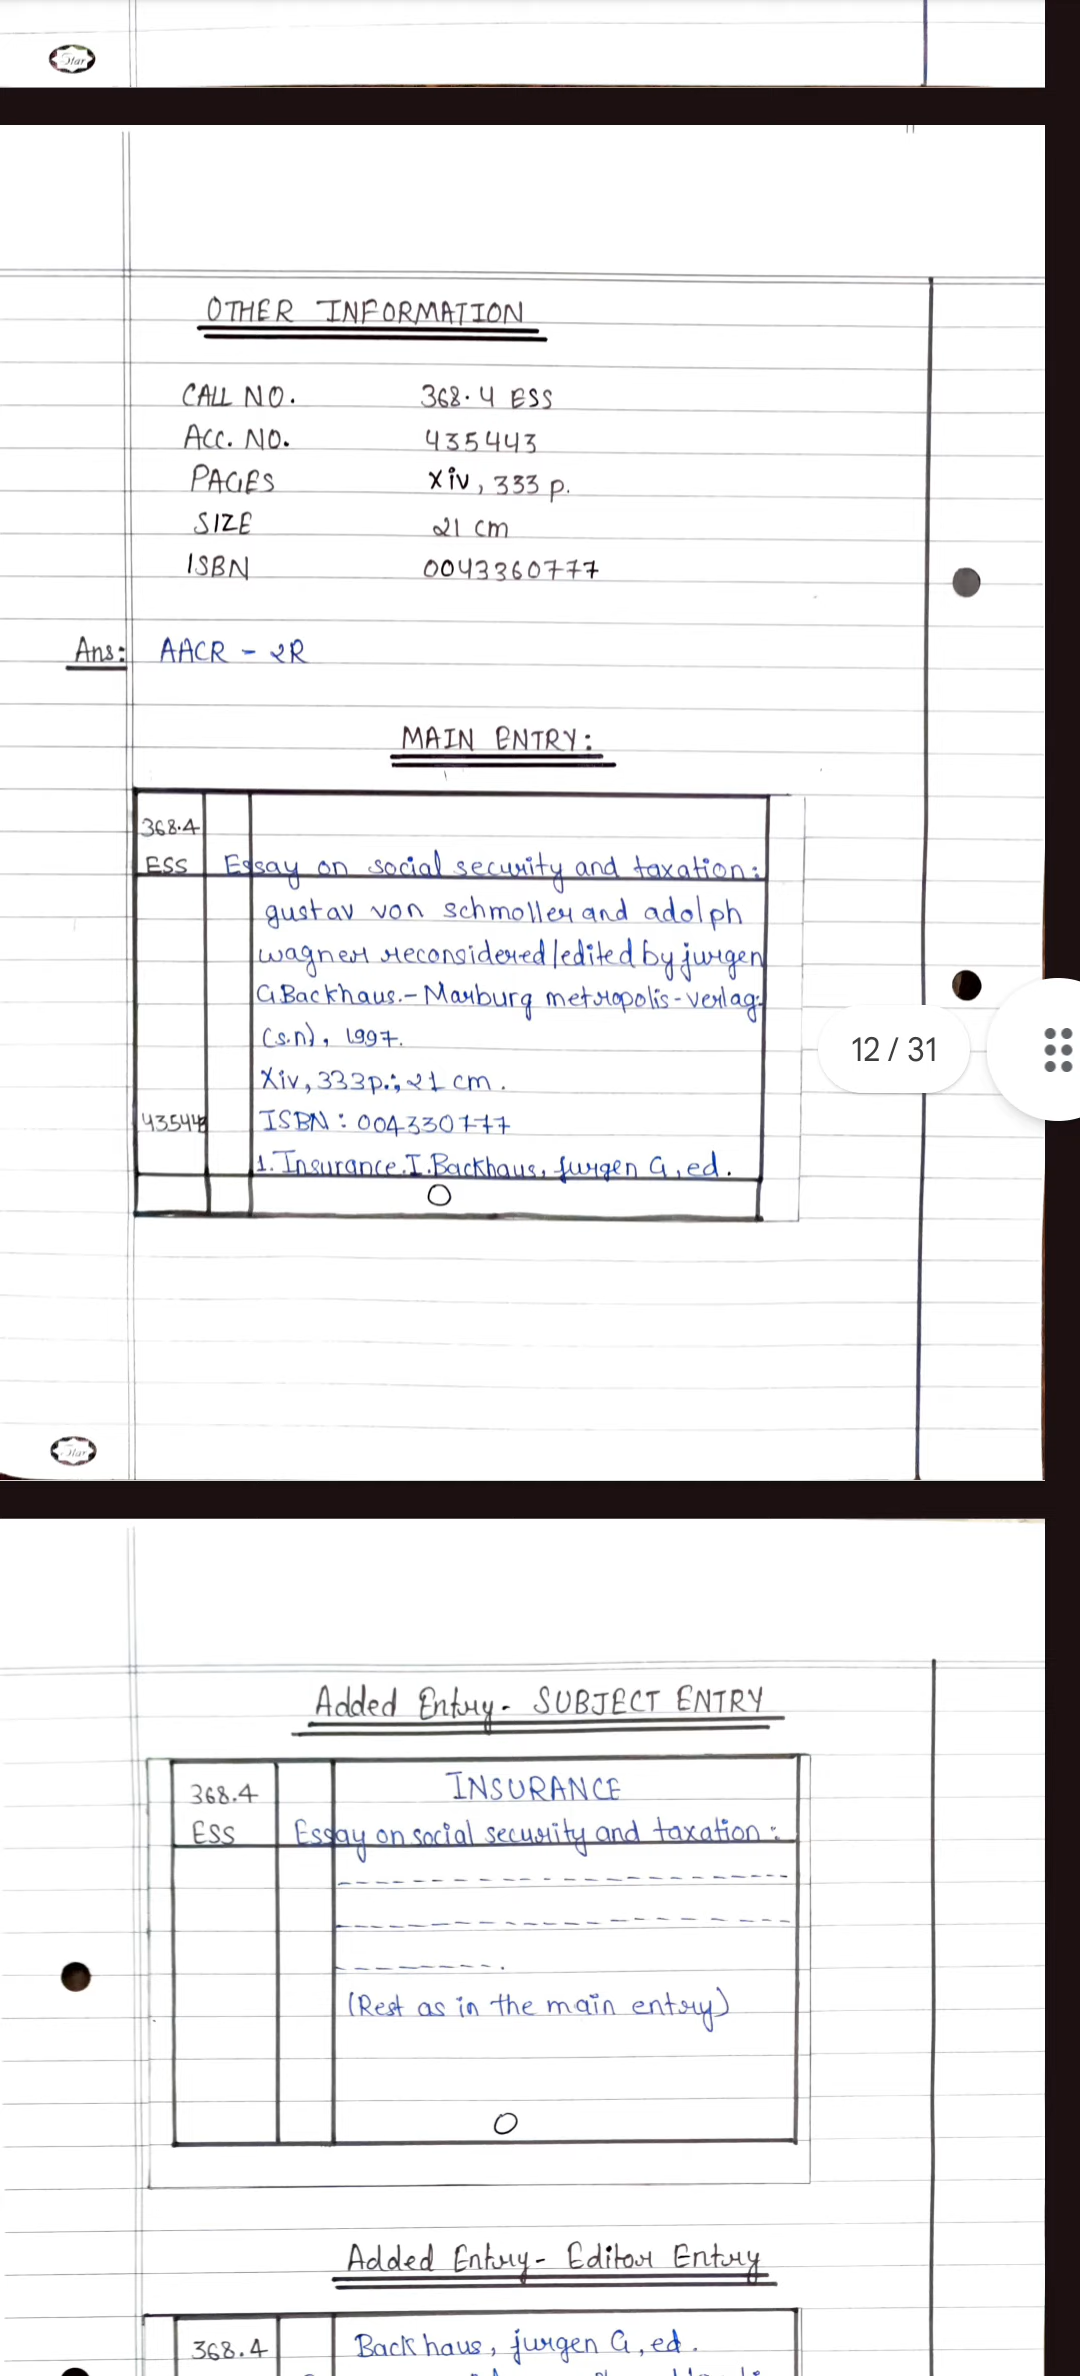 Star
OTHER INFORMATION
CALL NO. 368.4 ESS
ACC. NO. 435443
PAGES xiv, 333 p.
SIZE 21 cm
ISBN 0043360777
Ans: AACR - 2R
MAIN ENTRY:
368.4
ESS Essay on social security and taxation:
gustav von schmoller and adolph
wagner reconsidered/edited by jurgen
G.Backhaus.- Marburg metropolis-verlag:
(s.n), 1997.
Xiv, 333p.; 21 cm.
ISBN: 004330777
1. Insurance. I. Backhaus, jurgen G, ed.
12 / 31
Star
Added Entry- SUBJECT ENTRY
INSURANCE
368.4
ESS Essay on social security and taxation:
(Rest as in the main entry)
Added Entry- Editor Entry
368.4 Backhaus, jurgen G, ed.